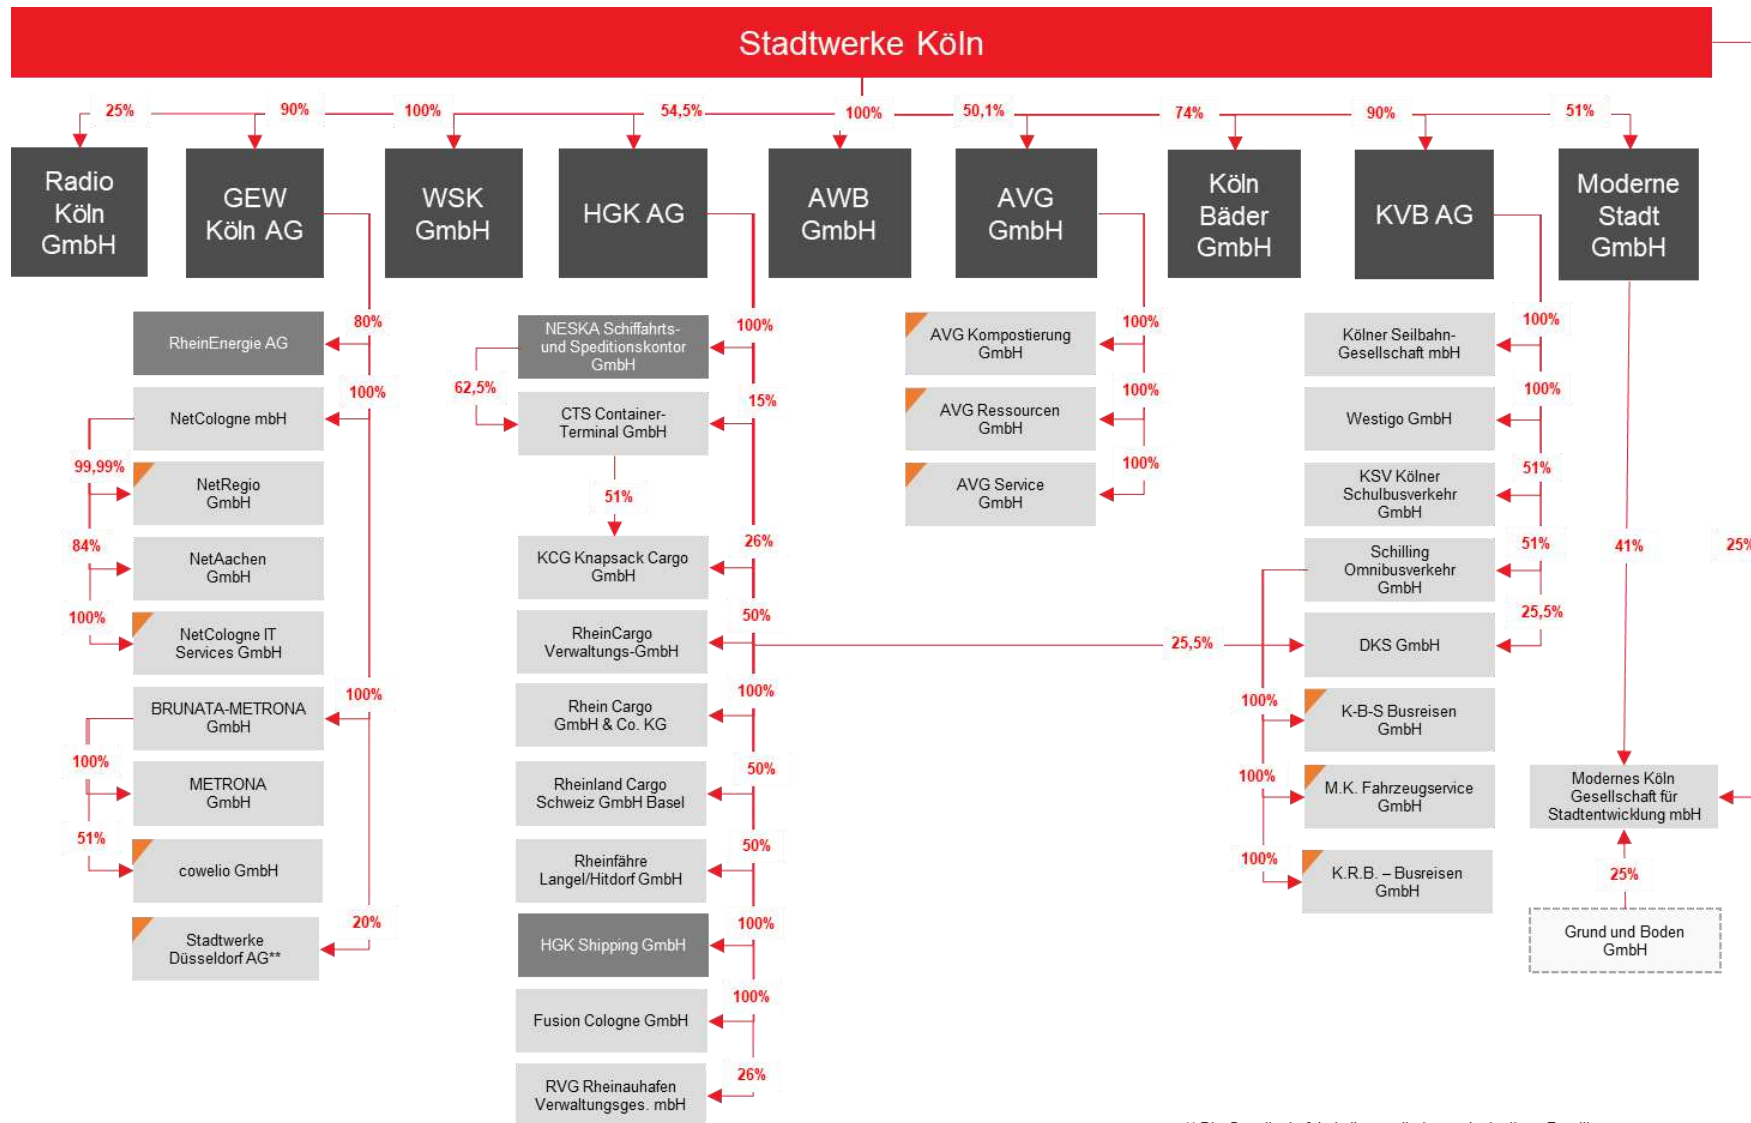 Stadtwerke Köln
25%
90%
100%
54,5%
100%
50,1%
74%
90%
51%
Radio
Köln
GmbH
GEW
Köln AG
WSK
GmbH
HGK AG
AWB
GmbH
AVG
GmbH
Köln
Bäder
GmbH
KVB AG
Moderne
Stadt
GmbH
80%
RheinEnergie AG
100%
NetCologne mbH
99,99%
NetRegio
GmbH
84%
NetAachen
GmbH
100%
NetCologne IT
Services GmbH
100%
BRUNATA-METRONA
GmbH
100%
METRONA
GmbH
51%
cowelio GmbH
20%
Stadtwerke
Düsseldorf AG**
100%
NESKA Schiffahrts-
und Speditionskontor
GmbH
62,5%
15%
CTS Container-
Terminal GmbH
51%
26%
KCG Knapsack Cargo
GmbH
50%
RheinCargo
Verwaltungs-GmbH
100%
Rhein Cargo
GmbH & Co. KG
50%
Rheinland Cargo
Schweiz GmbH Basel
50%
Rheinfähre
Langel/Hitdorf GmbH
100%
HGK Shipping GmbH
100%
Fusion Cologne GmbH
26%
RVG Rheinauhafen
Verwaltungsges. mbH
100%
AVG Kompostierung
GmbH
100%
AVG Ressourcen
GmbH
100%
AVG Service
GmbH
100%
Kölner Seilbahn-
Gesellschaft mbH
100%
Westigo GmbH
51%
KSV Kölner
Schulbusverkehr
GmbH
51%
Schilling
Omnibusverkehr
GmbH
25,5%
25,5%
DKS GmbH
100%
K-B-S Busreisen
GmbH
100%
M.K. Fahrzeugservice
GmbH
100%
K.R.B. – Busreisen
GmbH
41%
25%
Modernes Köln
Gesellschaft für
Stadtentwicklung mbH
25%
Grund und Boden
GmbH